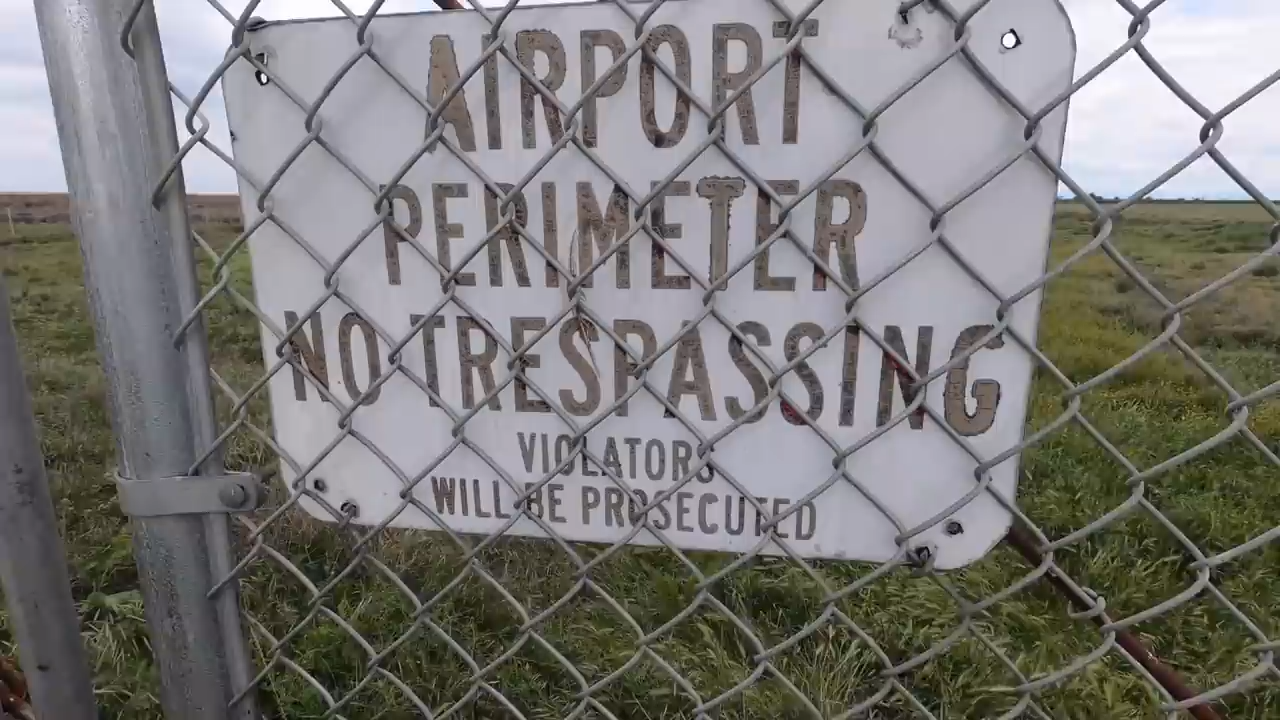 AIRPORT
PERIMETER
NO TRESPASSING
VIOLATORS
WILL BE PROSECUTED